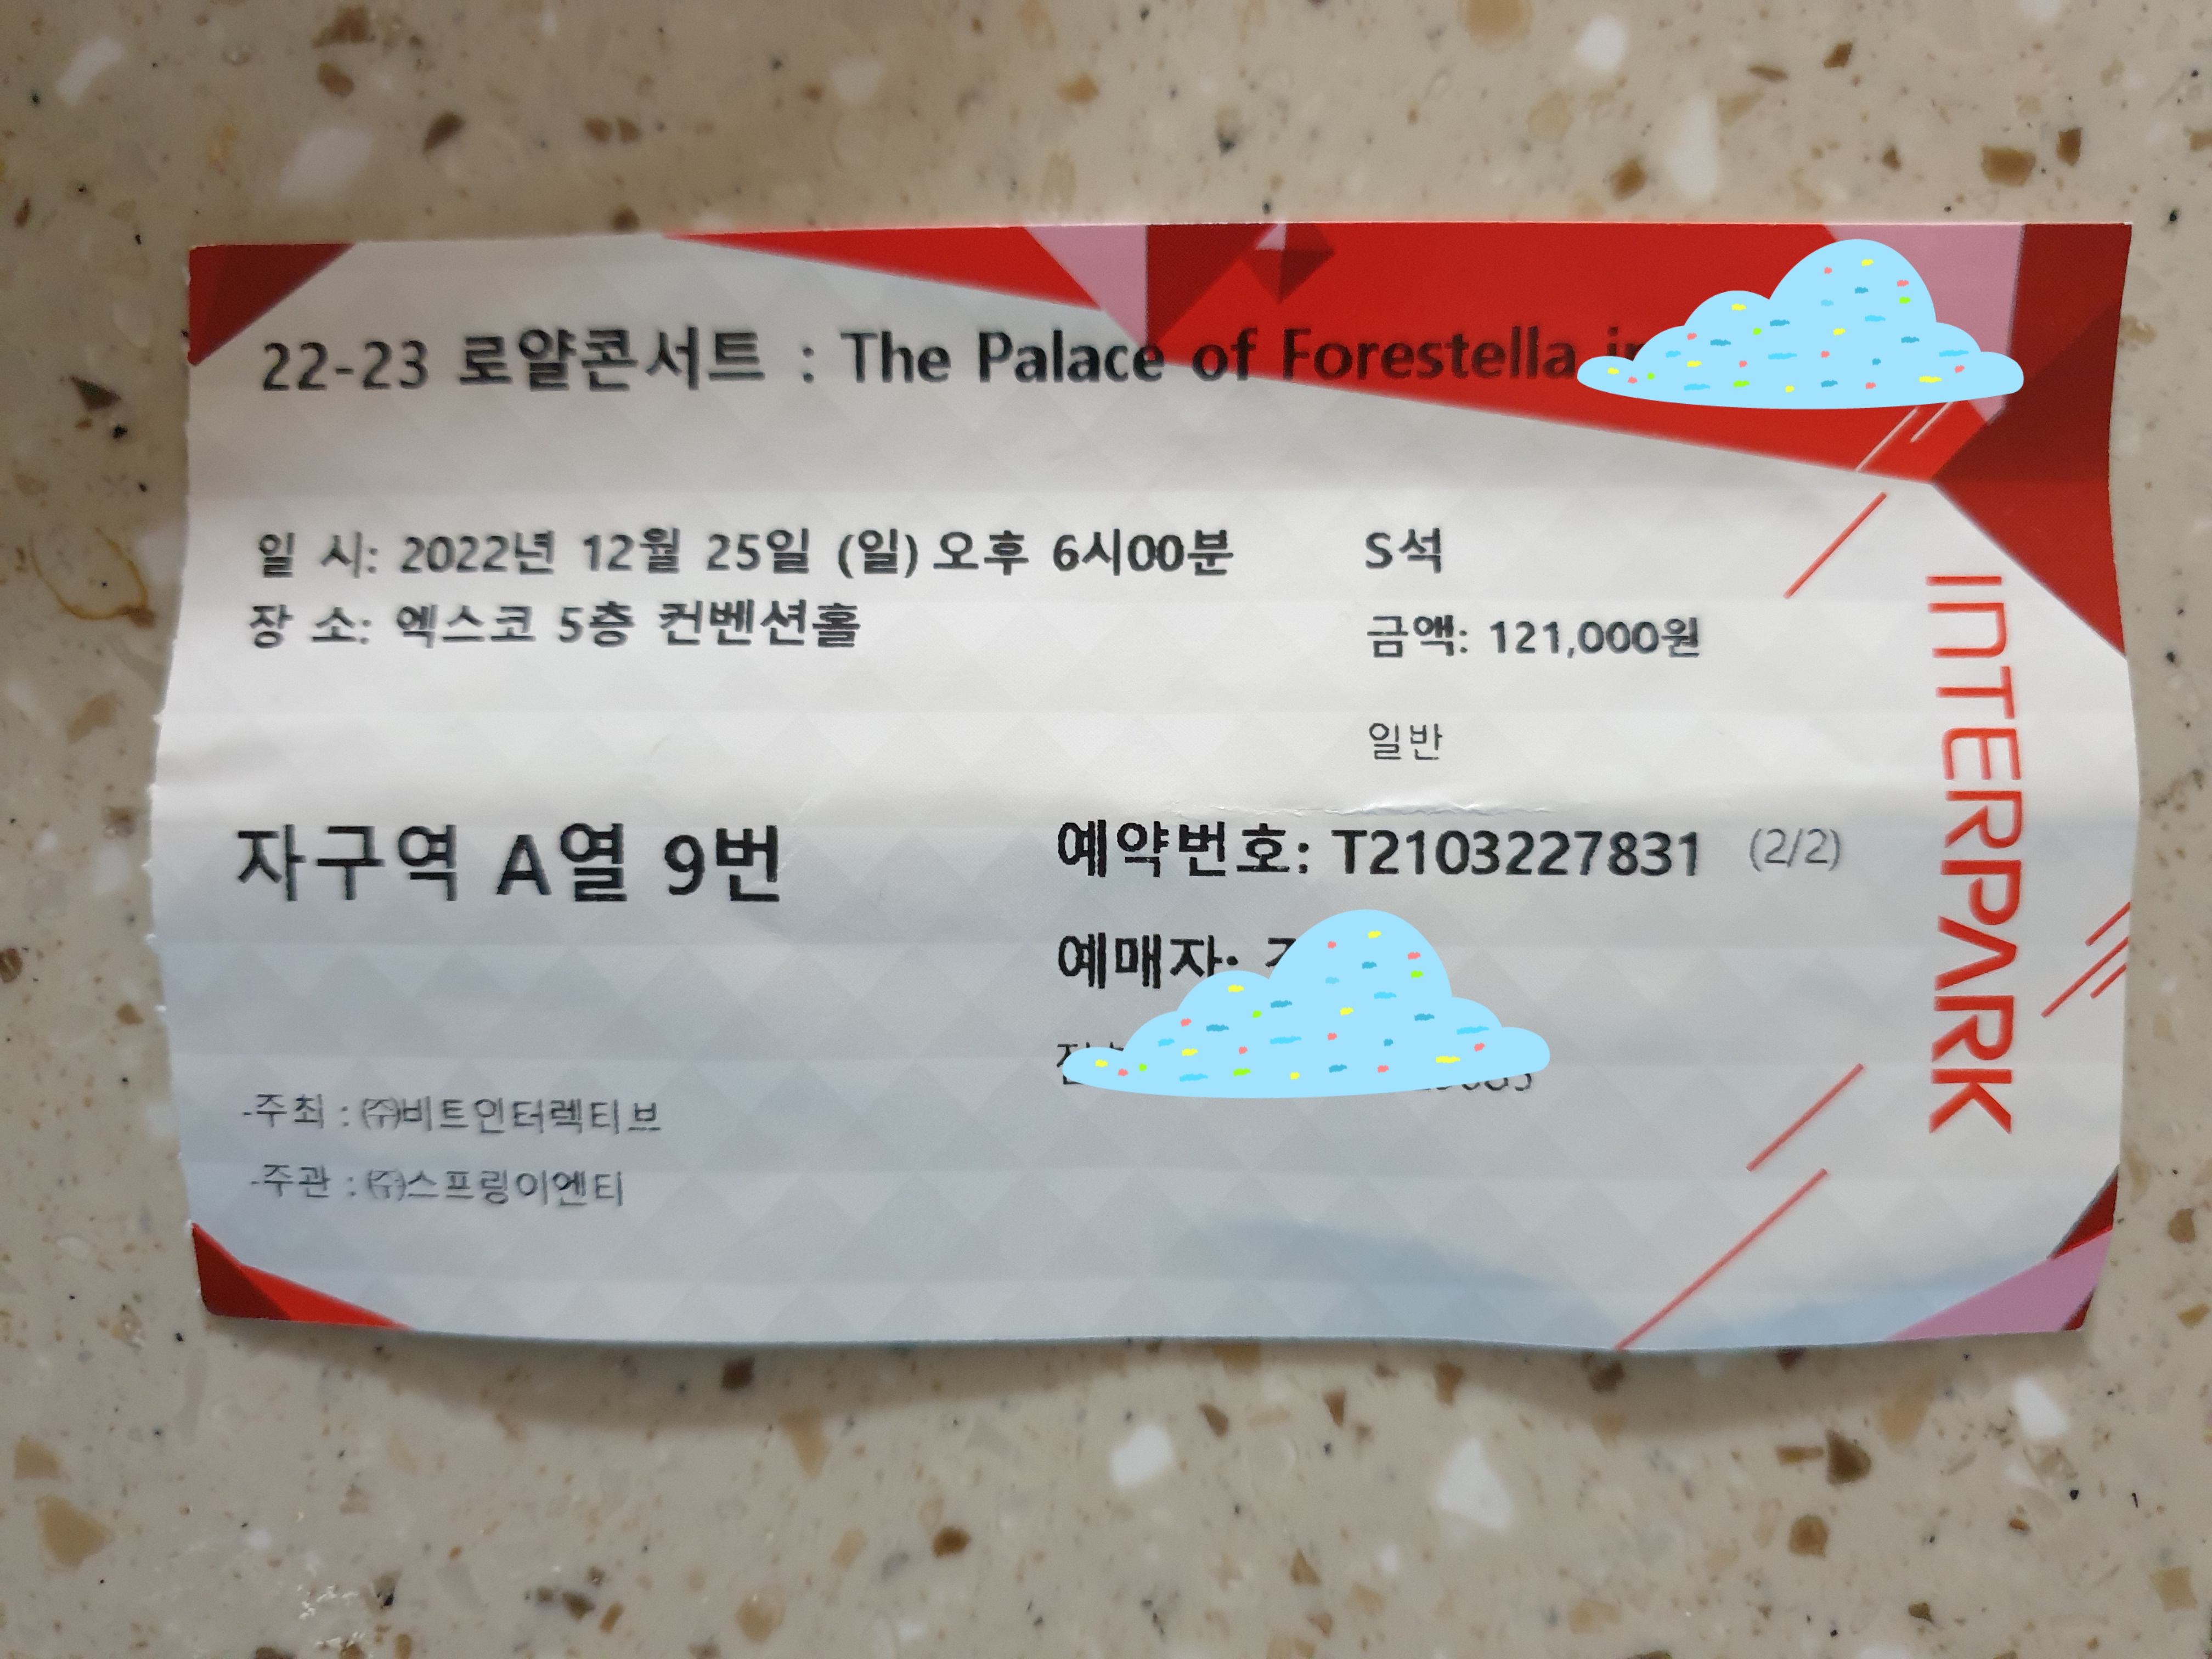 22-23 로얄콘서트 : The Palace of Forestella
일 시: 2022년 12월 25일 (일) 오후 6시00분
장 소: 엑스코 5층 컨벤션홀
S석
금액: 121,000원
일반
자구역 A열 9번
예약번호: T2103227831 (2/2)
예매자:
-주최 : ㈜비트인터렉티브
-주관 : ㈜스프링이엔티
INTERPARK